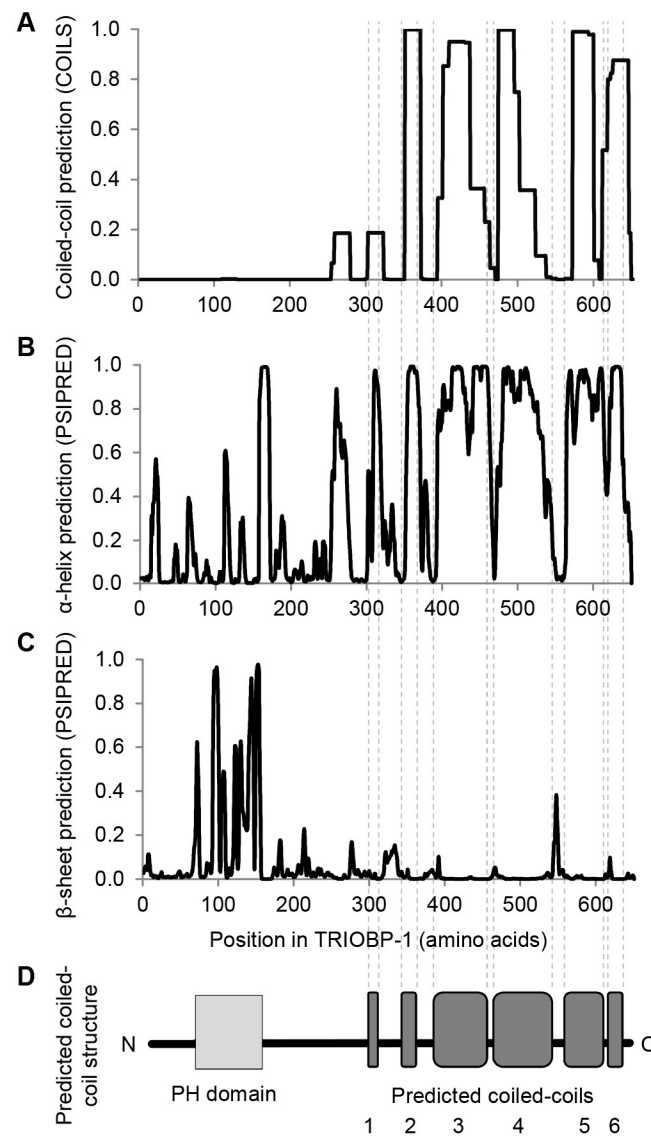 A
Coiled-coil prediction (COILS)
1.0
0.8
0.6
0.4
0.2
0.0
0 100 200 300 400 500 600
B
α-helix prediction (PSIPRED)
1.0
0.8
0.6
0.4
0.2
0.0
0 100 200 300 400 500 600
C
β-sheet prediction (PSIPRED)
1.0
0.8
0.6
0.4
0.2
0.0
0 100 200 300 400 500 600
Position in TRIOBP-1 (amino acids)
D
Predicted coiled-
coil structure
N C
PH domain Predicted coiled-coils
1 2 3 4 5 6